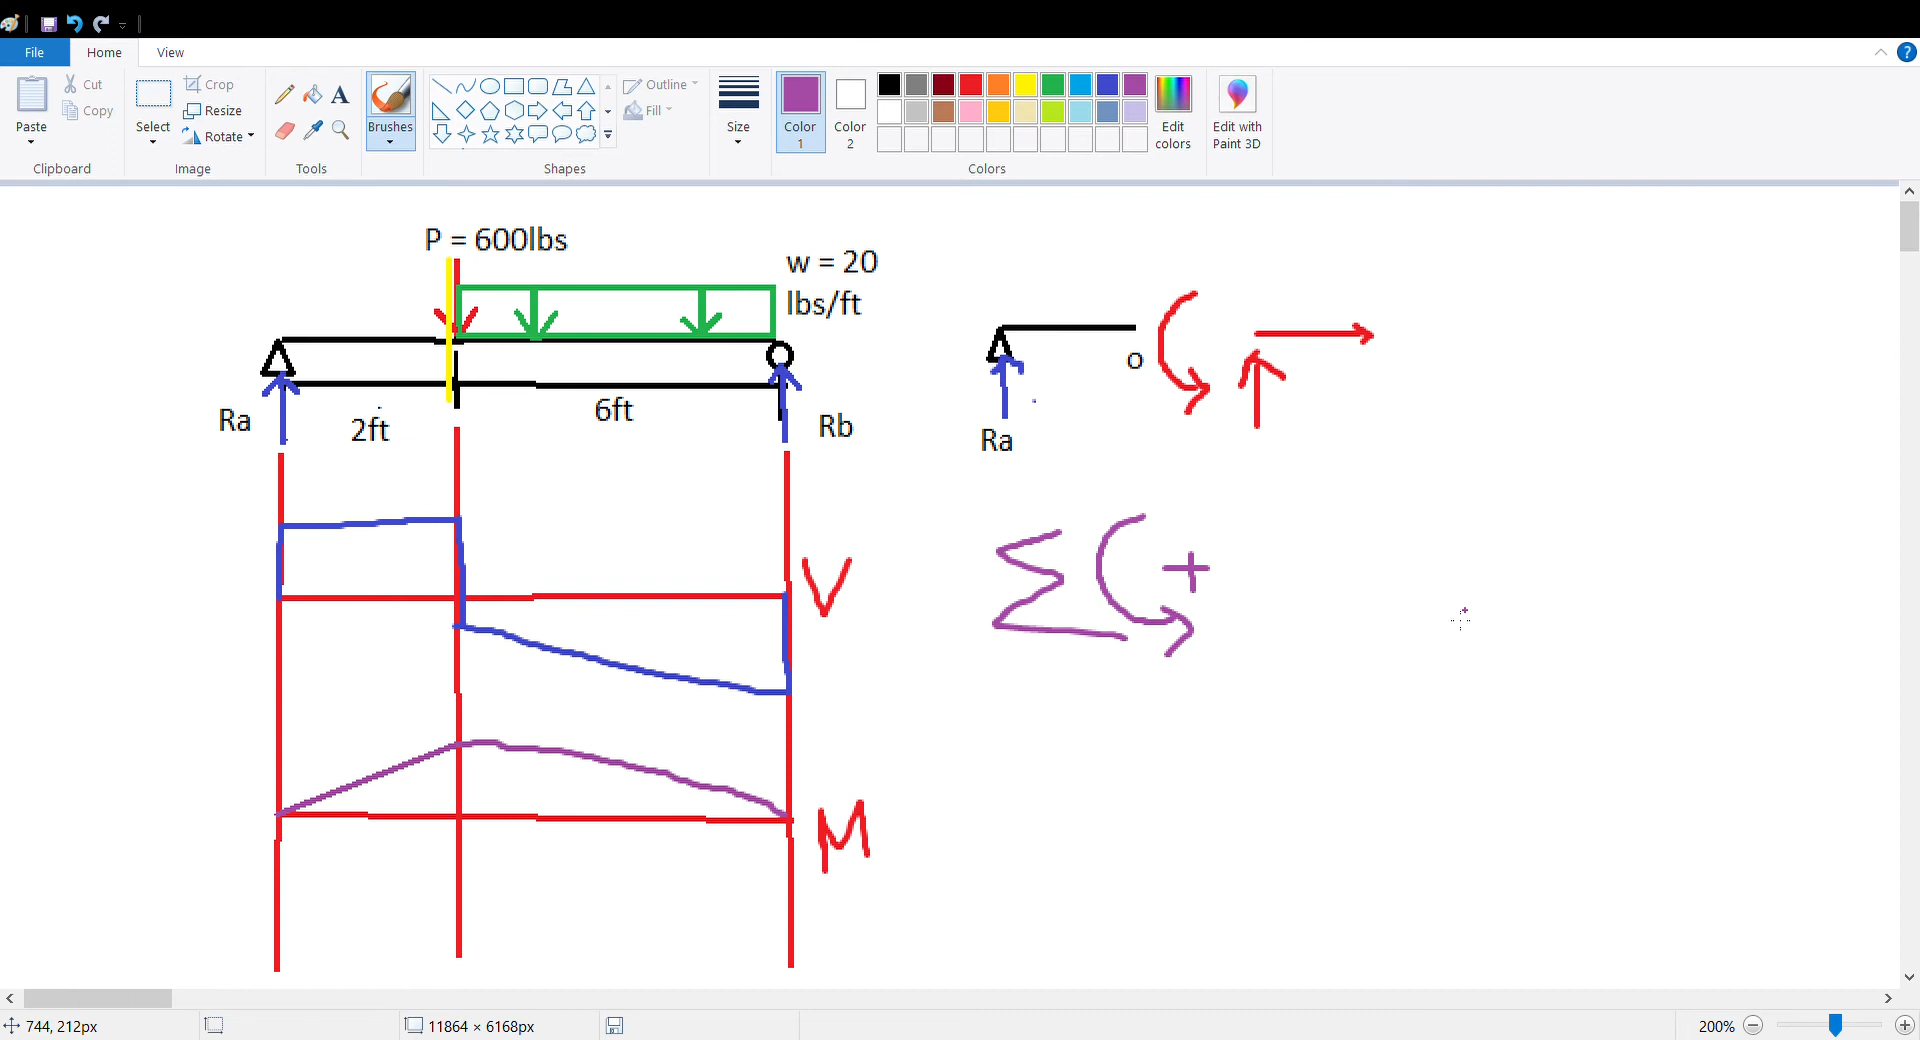 File Home View
Paste
Cut
Copy
Clipboard
Select
Crop
Resize
Rotate
Image
A
Tools
Brushes
Shapes
Outline
Fill
Size
Color
1
Color
2
Colors
Edit
colors
Edit with
Paint 3D
?
P = 600lbs
w = 20
lbs/ft
Ra
2ft
6ft
Rb
o
Ra
V
Σ +
M
744, 212px
11864 × 6168px
200%